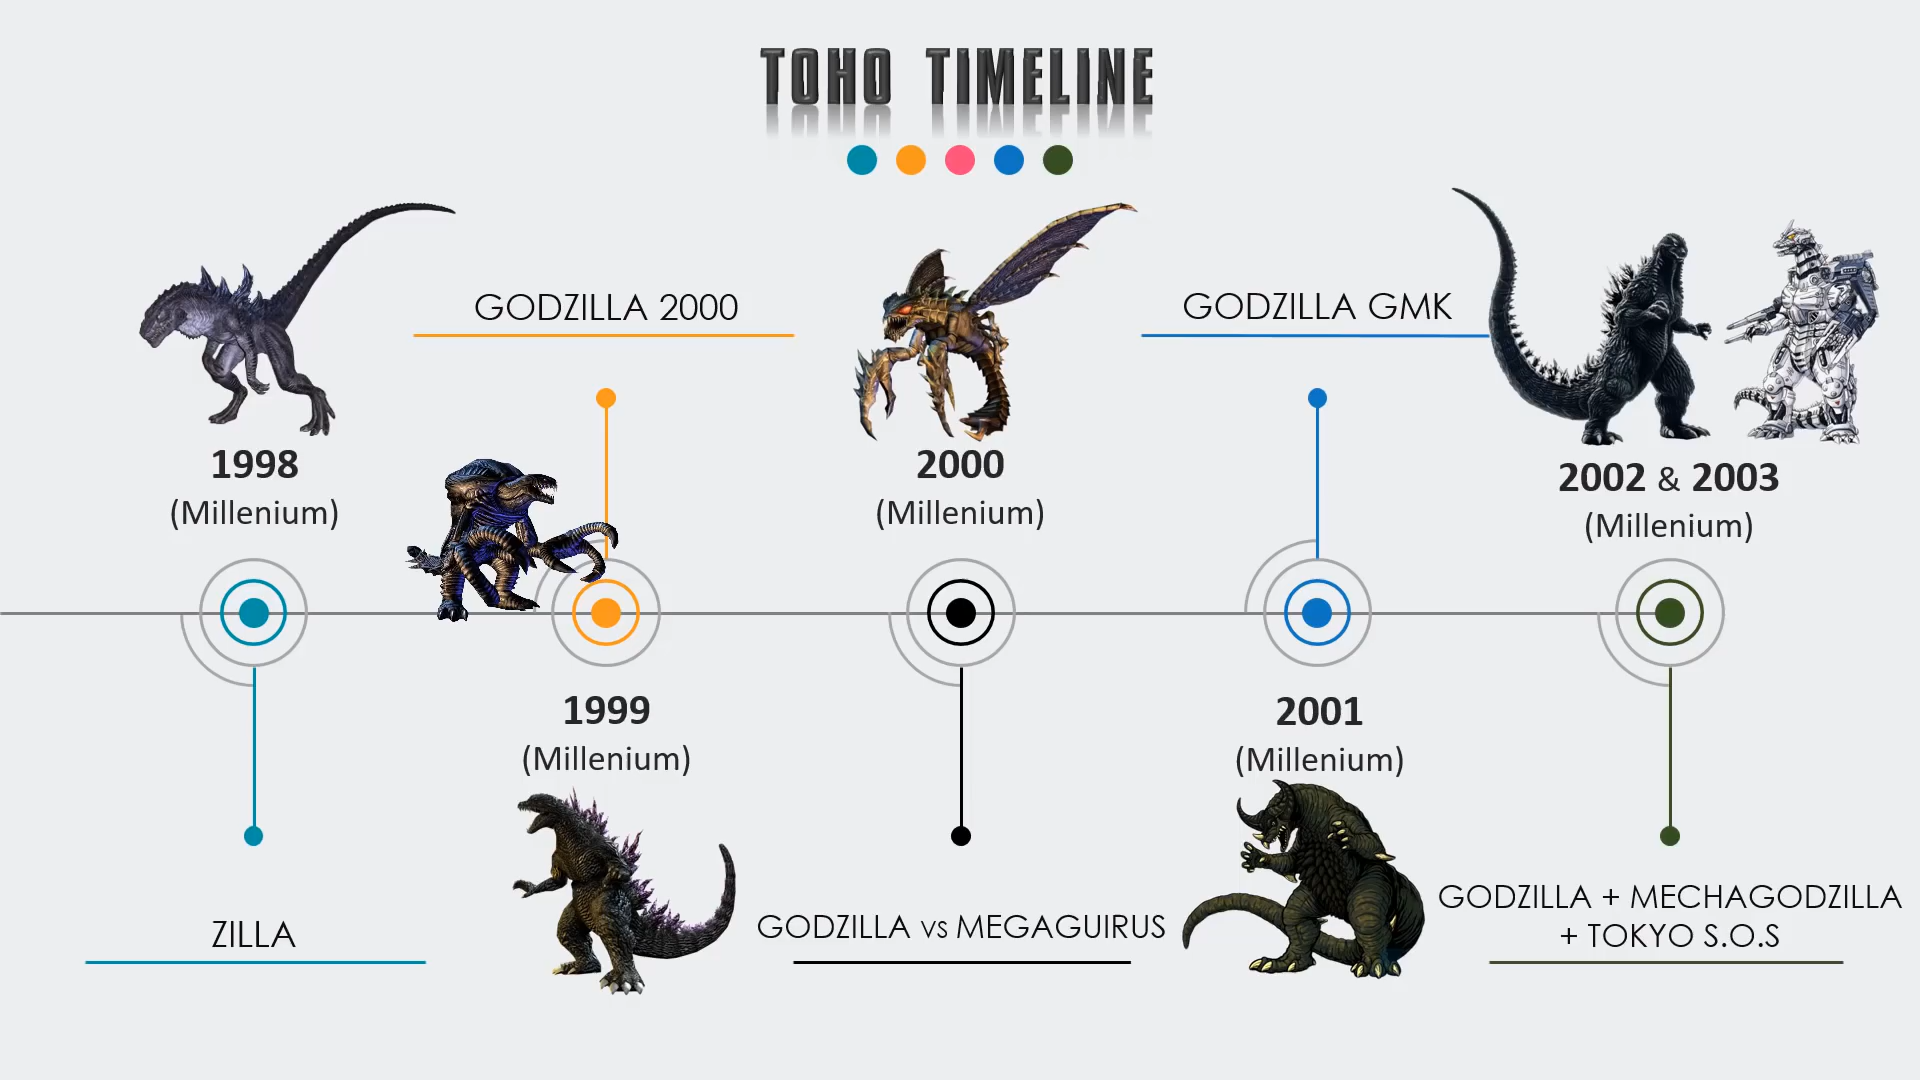 TOHO TIMELINE
1998
(Millenium)
ZILLA
GODZILLA 2000
1999
(Millenium)
2000
(Millenium)
GODZILLA VS MEGAGUIRUS
GODZILLA GMK
2001
(Millenium)
2002 & 2003
(Millenium)
GODZILLA + MECHAGODZILLA
+ TOKYO S.O.S